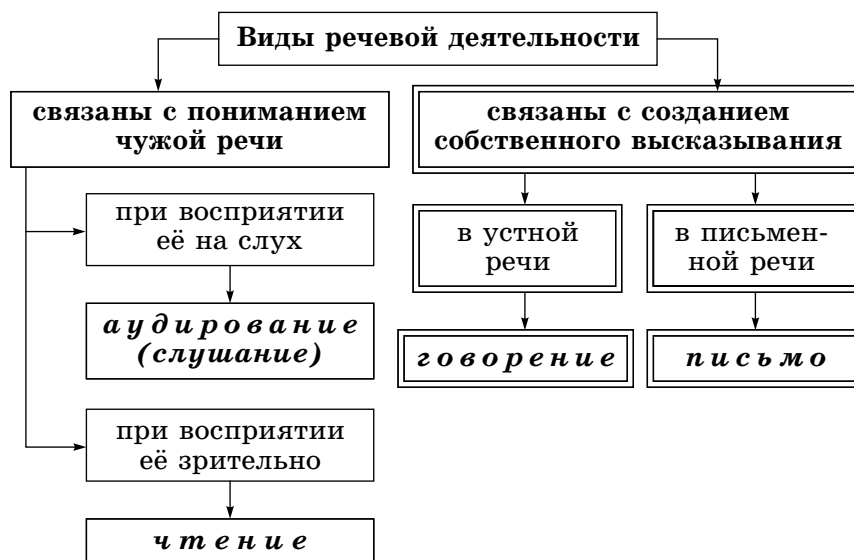 Виды речевой деятельности
связаны с пониманием
чужой речи
при восприятии
её на слух
аудирование
(слушание)
при восприятии
её зрительно
чтение
связаны с созданием
собственного высказывания
в устной
речи
говорение
в письмен-
ной речи
письмо